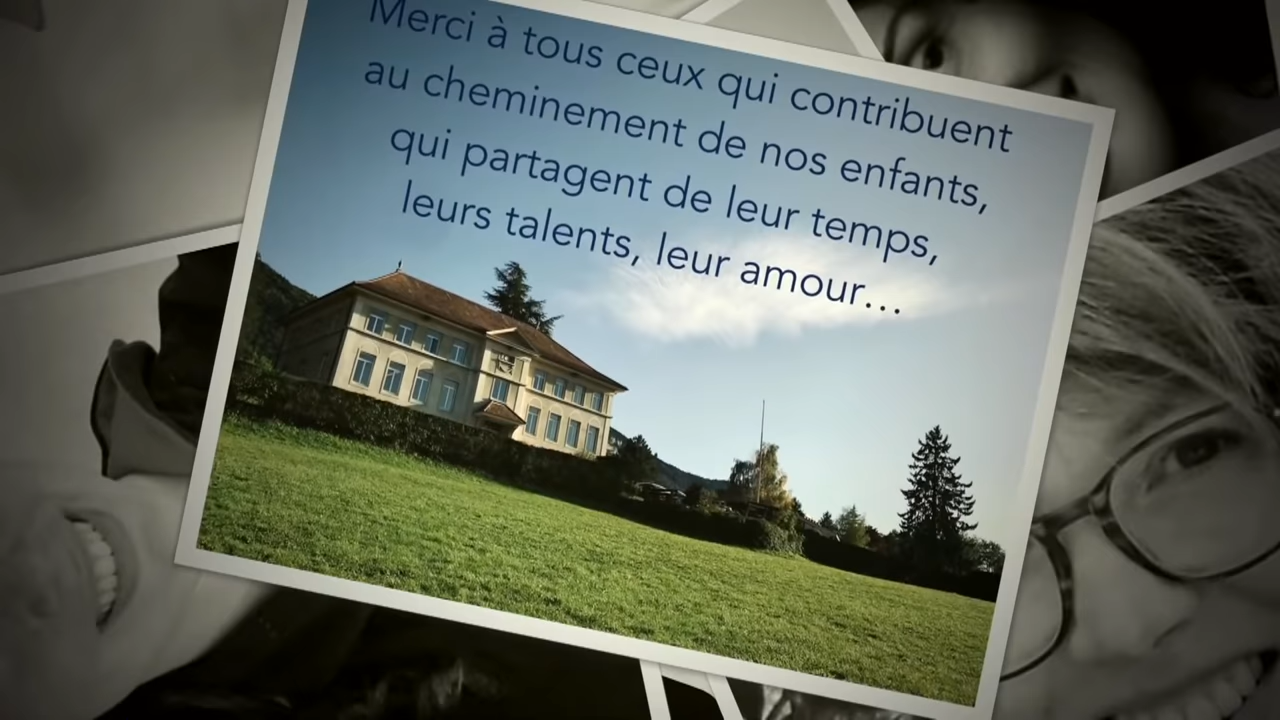 Merci à tous ceux qui contribuent
au cheminement de nos enfants,
qui partagent de leur temps,
leurs talents, leur amour…